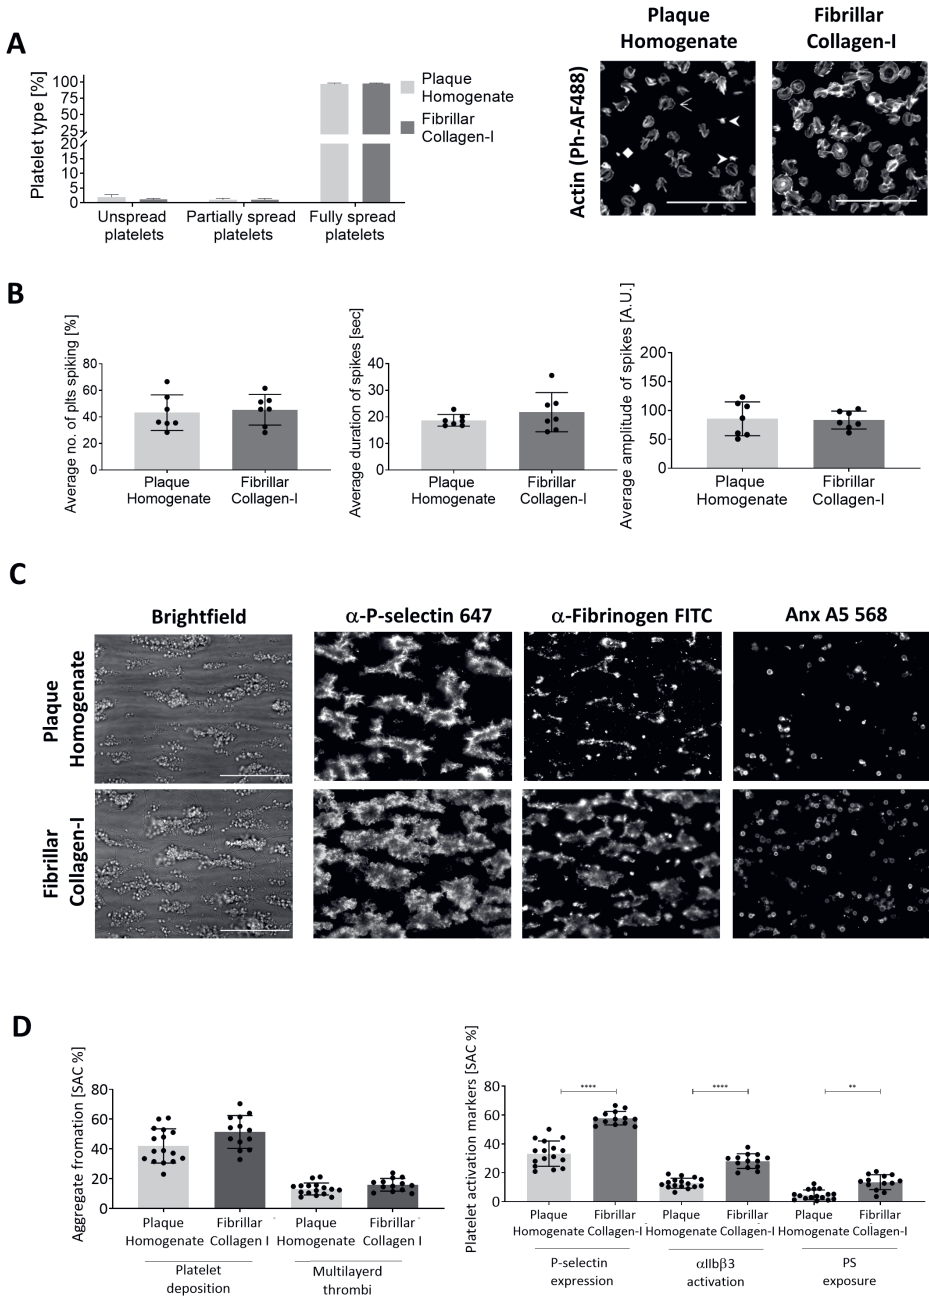 A
Platelet type [%]
100
75
50
25
20
15
10
5
0
Unspread
platelets
Partially spread
platelets
Fully spread
platelets
Plaque
Homogenate
Fibrillar
Collagen-I
Plaque
Homogenate
Fibrillar
Collagen-I
Actin (Ph-AF488)
B
Average no. of plts spiking [%]
80
60
40
20
0
Plaque
Homogenate
Fibrillar
Collagen-I
Average duration of spikes [sec]
40
30
20
10
0
Plaque
Homogenate
Fibrillar
Collagen-I
Average amplitude of spikes [A.U.]
200
150
100
50
0
Plaque
Homogenate
Fibrillar
Collagen-I
C
Brightfield
α-P-selectin 647
α-Fibrinogen FITC
Anx A5 568
Plaque
Homogenate
Fibrillar
Collagen-I
D
Aggregate fromation [SAC %]
80
60
40
20
0
Plaque
Homogenate
Fibrillar
Collagen I
Plaque
Homogenate
Fibrillar
Collagen I
Platelet
deposition
Multilayerd
thrombi
Platelet activation markers [SAC %]
80
60
40
20
0
****
****
**
Plaque
Homogenate
Fibrillar
Collagen-I
Plaque
Homogenate
Fibrillar
Collagen-I
Plaque
Homogenate
Fibrillar
Collagen-I
P-selectin
expression
αIIbβ3
activation
PS
exposure